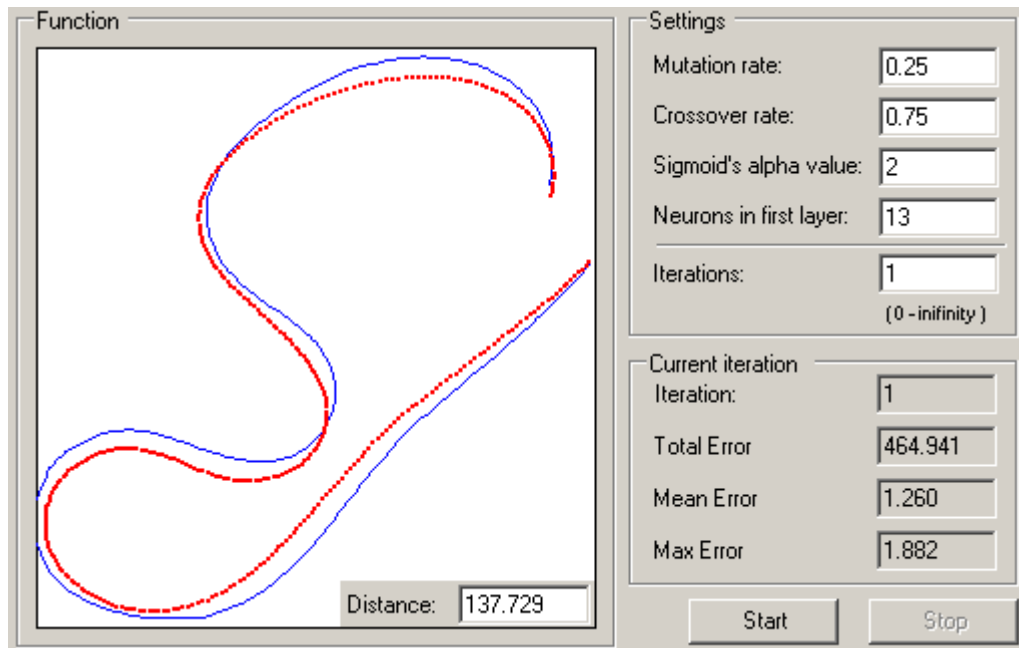 Function
Distance: 137.729
Settings
Mutation rate: 0.25
Crossover rate: 0.75
Sigmoid's alpha value: 2
Neurons in first layer: 13
Iterations: 1
( 0 - inifinity )
Current iteration
Iteration: 1
Total Error 464.941
Mean Error 1.260
Max Error 1.882
Start Stop